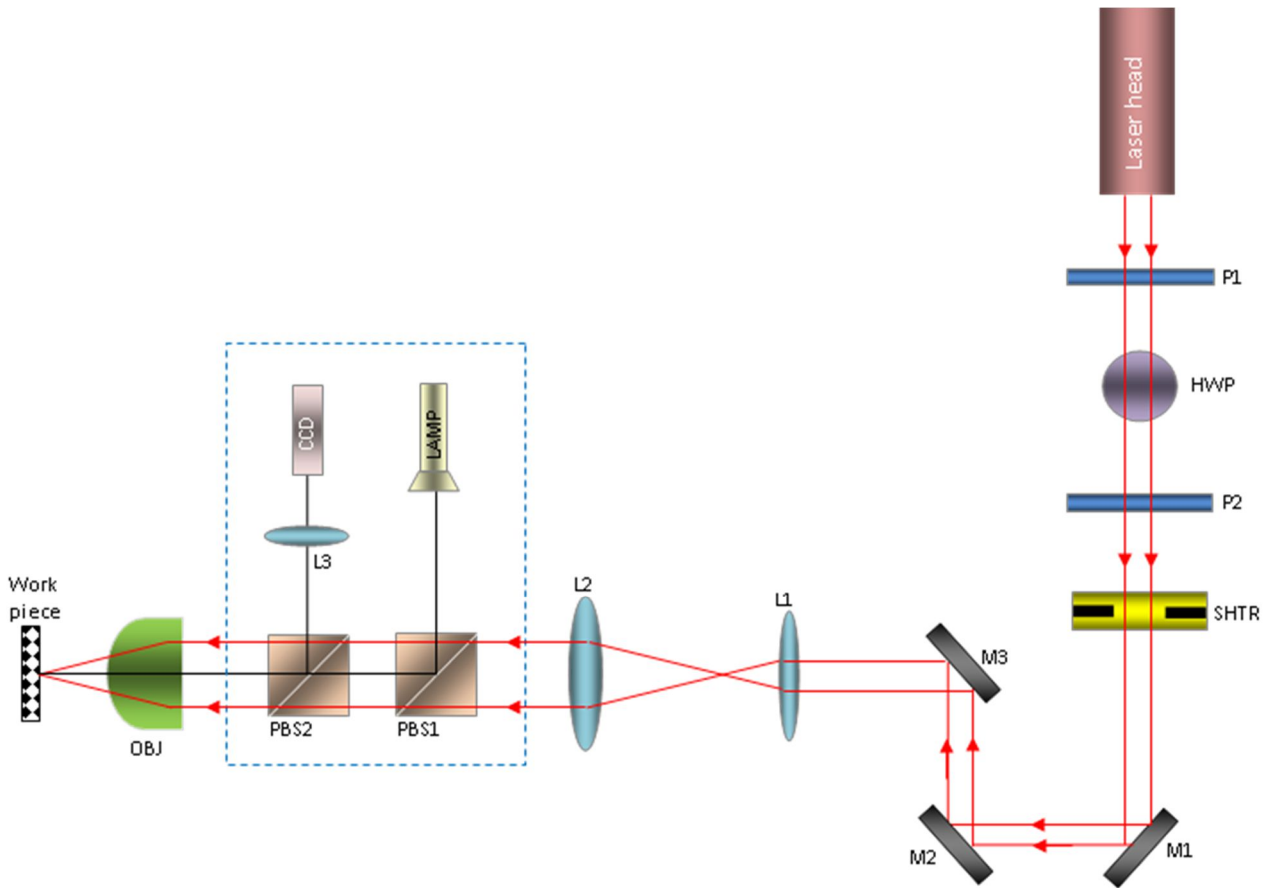 Laser head
P1
HWP
P2
SHTR
CCD
LAMP
L3
L2
L1
Work
piece
M3
PBS2
PBS1
OBJ
M2
M1